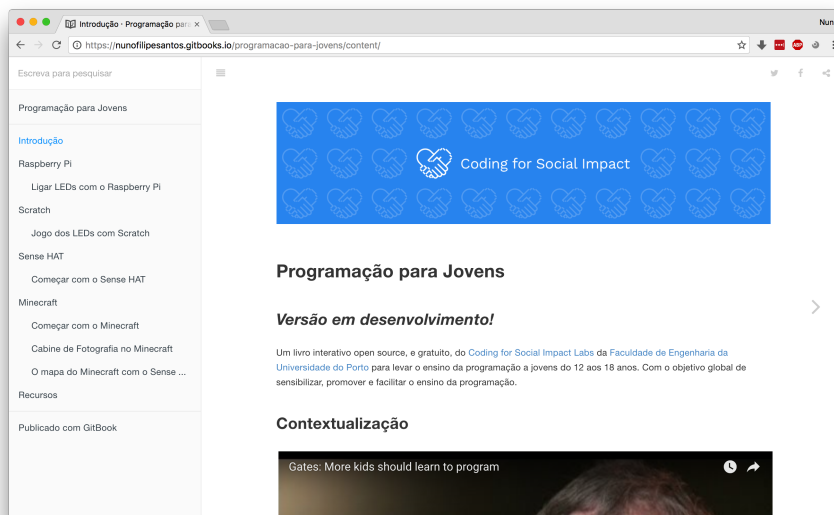 Introdução · Programação para
Nun
https://nunofilipesantos.gitbooks.io/programacao-para-jovens/content/
ABP
Escreva para pesquisar
Programação para Jovens
Introdução
Raspberry Pi
Ligar LEDs com o Raspberry Pi
Scratch
Jogo dos LEDs com Scratch
Sense HAT
Começar com o Sense HAT
Minecraft
Começar com o Minecraft
Cabine de Fotografia no Minecraft
O mapa do Minecraft com o Sense ...
Recursos
Publicado com GitBook
Coding for Social Impact
Programação para Jovens
Versão em desenvolvimento!
Um livro interativo open source, e gratuito, do Coding for Social Impact Labs da Faculdade de Engenharia da
Universidade do Porto para levar o ensino da programação a jovens do 12 aos 18 anos. Com o objetivo global de
sensibilizar, promover e facilitar o ensino da programação.
Contextualização
Gates: More kids should learn to program